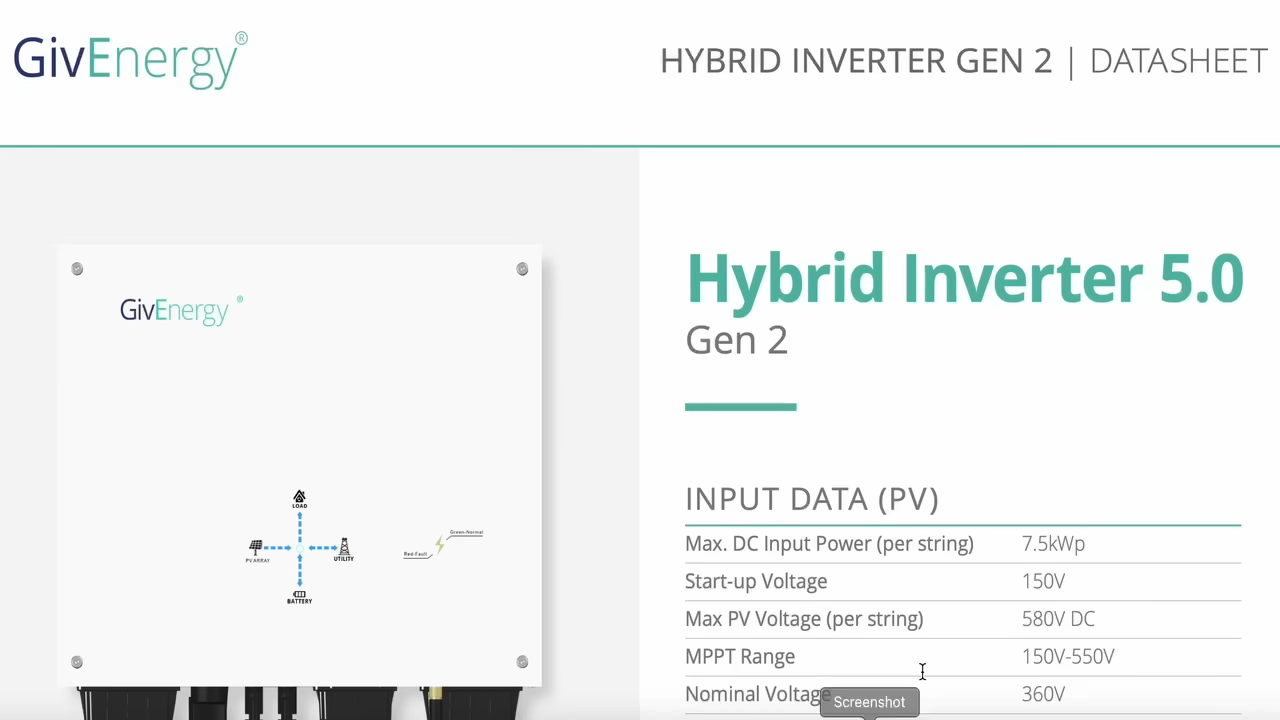 GivEnergy®
HYBRID INVERTER GEN 2 | DATASHEET
GivEnergy®
Hybrid Inverter 5.0
Gen 2
LOAD
PV ARRAY
UTILITY
BATTERY
Green-Normal
Red-Fault
INPUT DATA (PV)
Max. DC Input Power (per string) 7.5kWp
Start-up Voltage 150V
Max PV Voltage (per string) 580V DC
MPPT Range 150V-550V
Nominal Voltage 360V
Screenshot